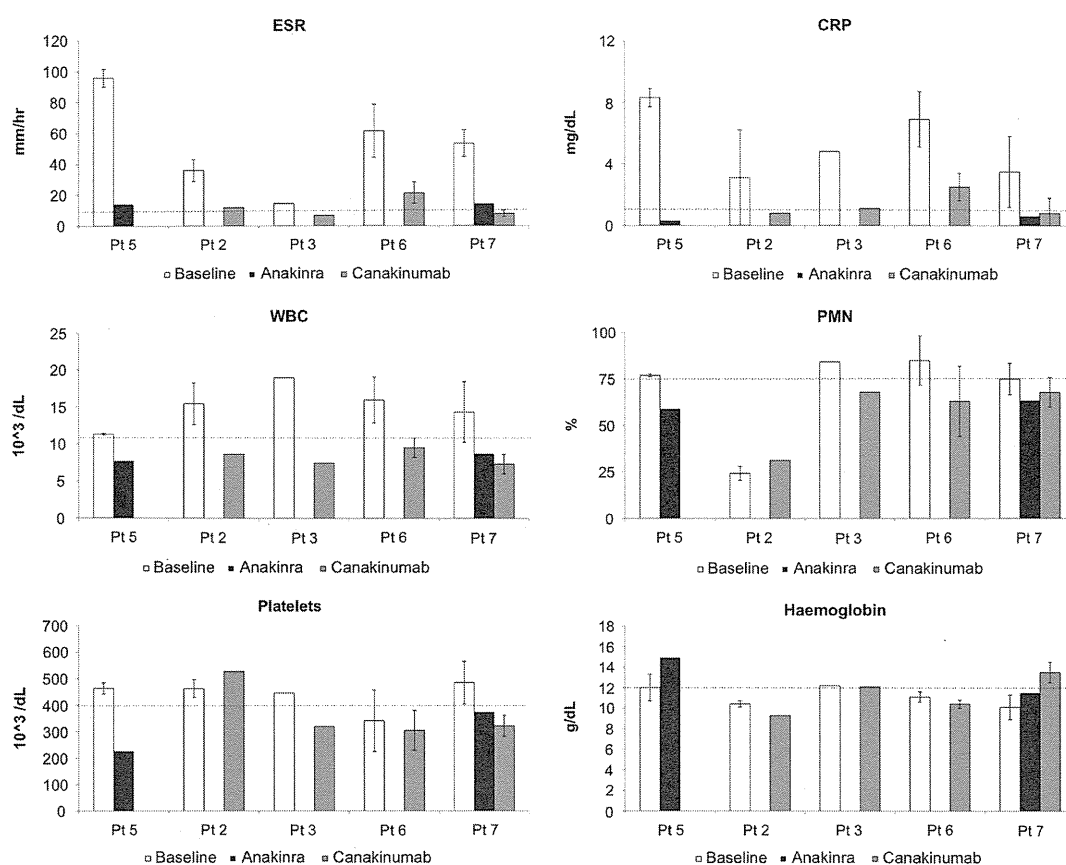 ESR
120
100
80
60
40
20
0
mm/hr
Pt 5 Pt 2 Pt 3 Pt 6 Pt 7
Baseline Anakinra Canakinumab
CRP
12
8
4
0
mg/dL
Pt 5 Pt 2 Pt 3 Pt 6 Pt 7
Baseline Anakinra Canakinumab
WBC
25
20
15
10
5
0
10^3 /dL
Pt 5 Pt 2 Pt 3 Pt 6 Pt 7
Baseline Anakinra Canakinumab
PMN
100
75
50
25
0
%
Pt 5 Pt 2 Pt 3 Pt 6 Pt 7
Baseline Anakinra Canakinumab
Platelets
700
600
500
400
300
200
100
0
10^3 /dL
Pt 5 Pt 2 Pt 3 Pt 6 Pt 7
Baseline Anakinra Canakinumab
Haemoglobin
18
16
14
12
10
8
6
4
2
0
g/dL
Pt 5 Pt 2 Pt 3 Pt 6 Pt 7
Baseline Anakinra Canakinumab